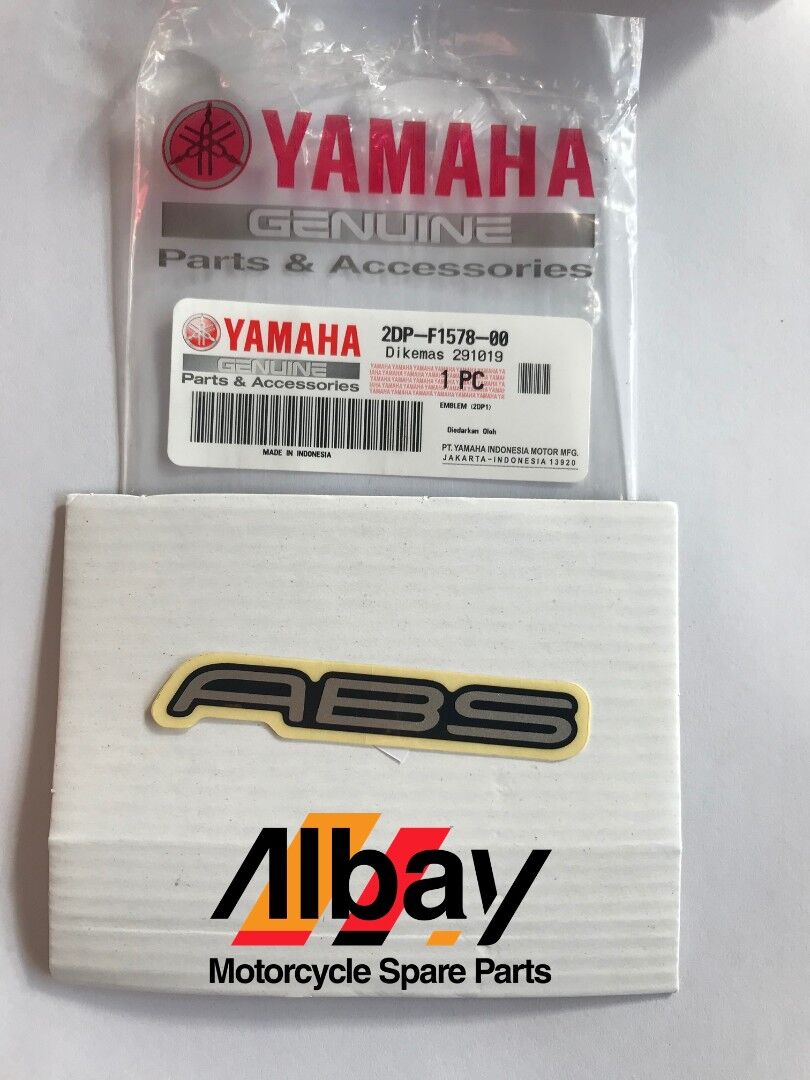 YAMAHA
GENUINE
Parts & Accessories
YAMAHA
GENUINE
Parts & Accessories
2DP-F1578-00
Dikemas 291019
1 PC
EMBLEM (2DP1)
Diedarkan Oleh
PT. YAMAHA INDONESIA MOTOR MFG.
JAKARTA-INDONESIA 13920
MADE IN INDONESIA
ABS
Albay
Motorcycle Spare Parts